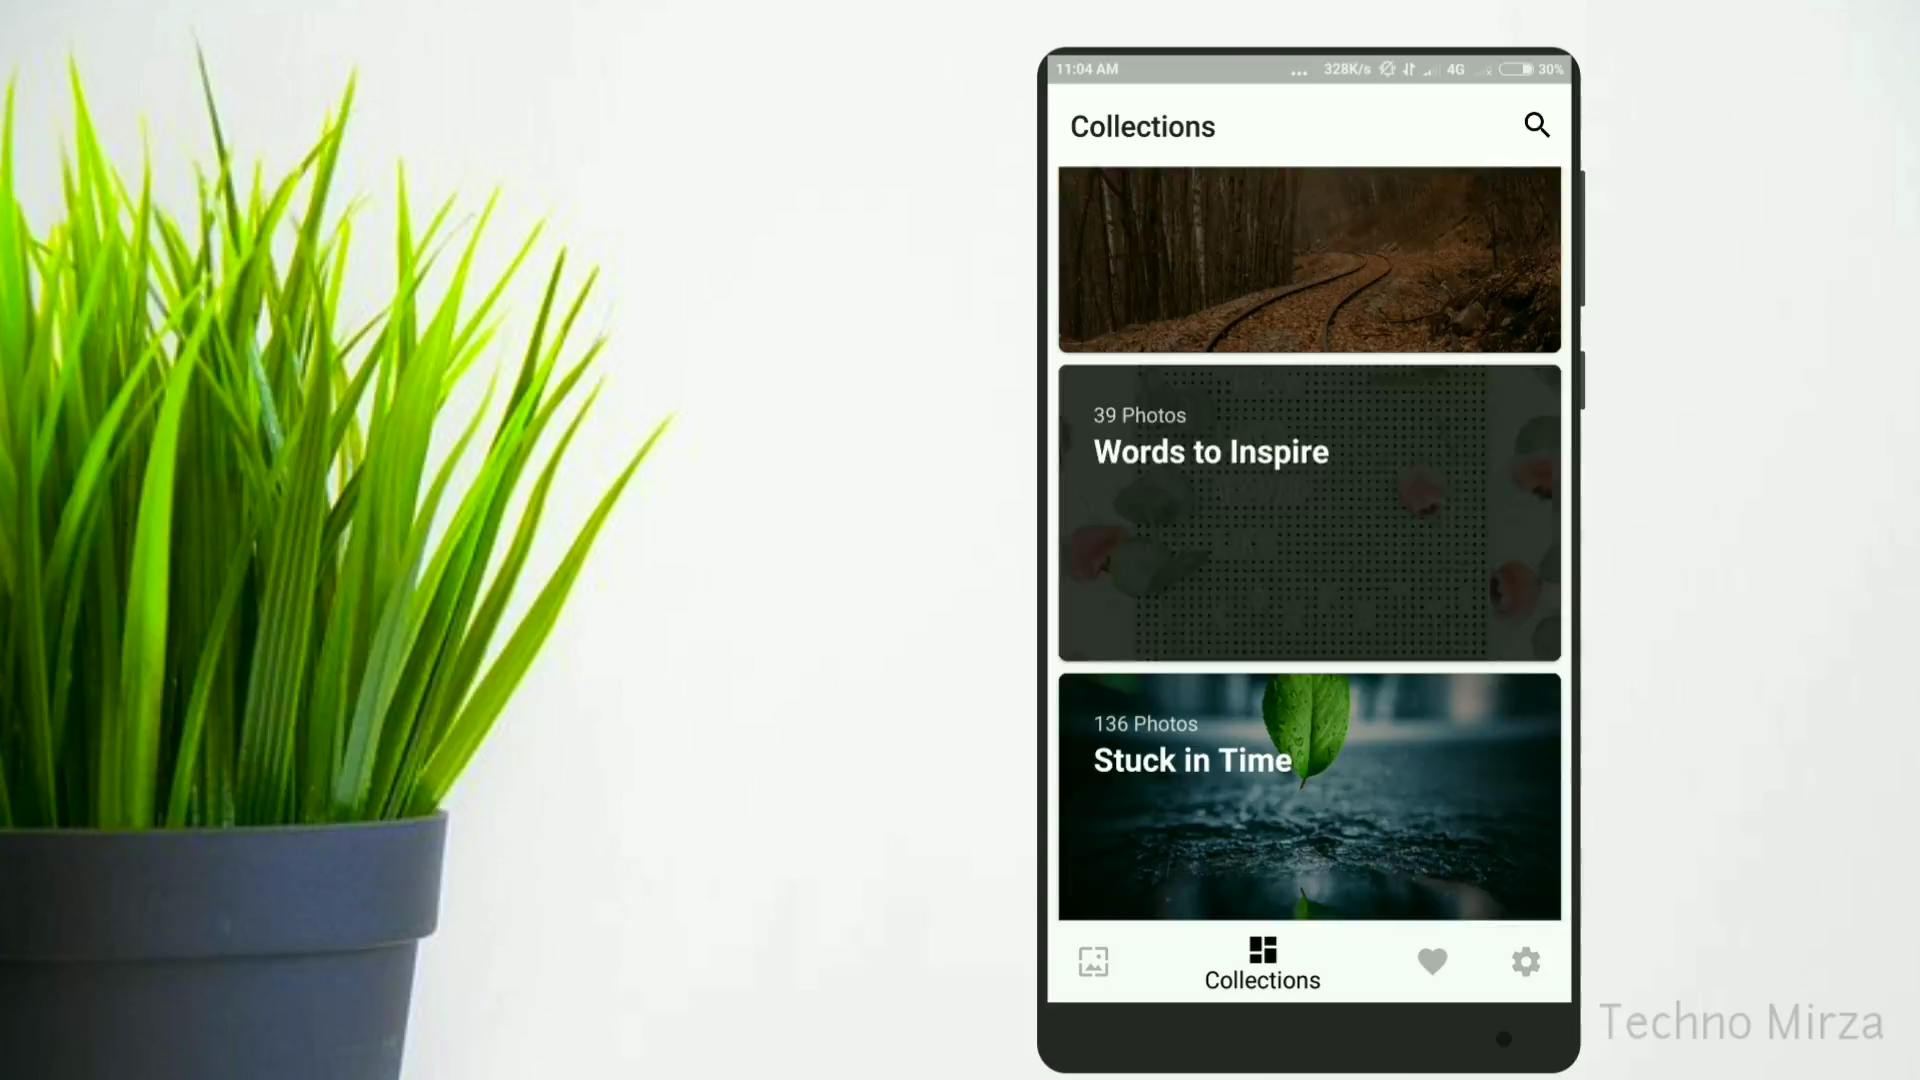 11:04 AM ... 328K/s 4G 30%
Collections
39 Photos
Words to Inspire
136 Photos
Stuck in Time
Collections
Techno Mirza